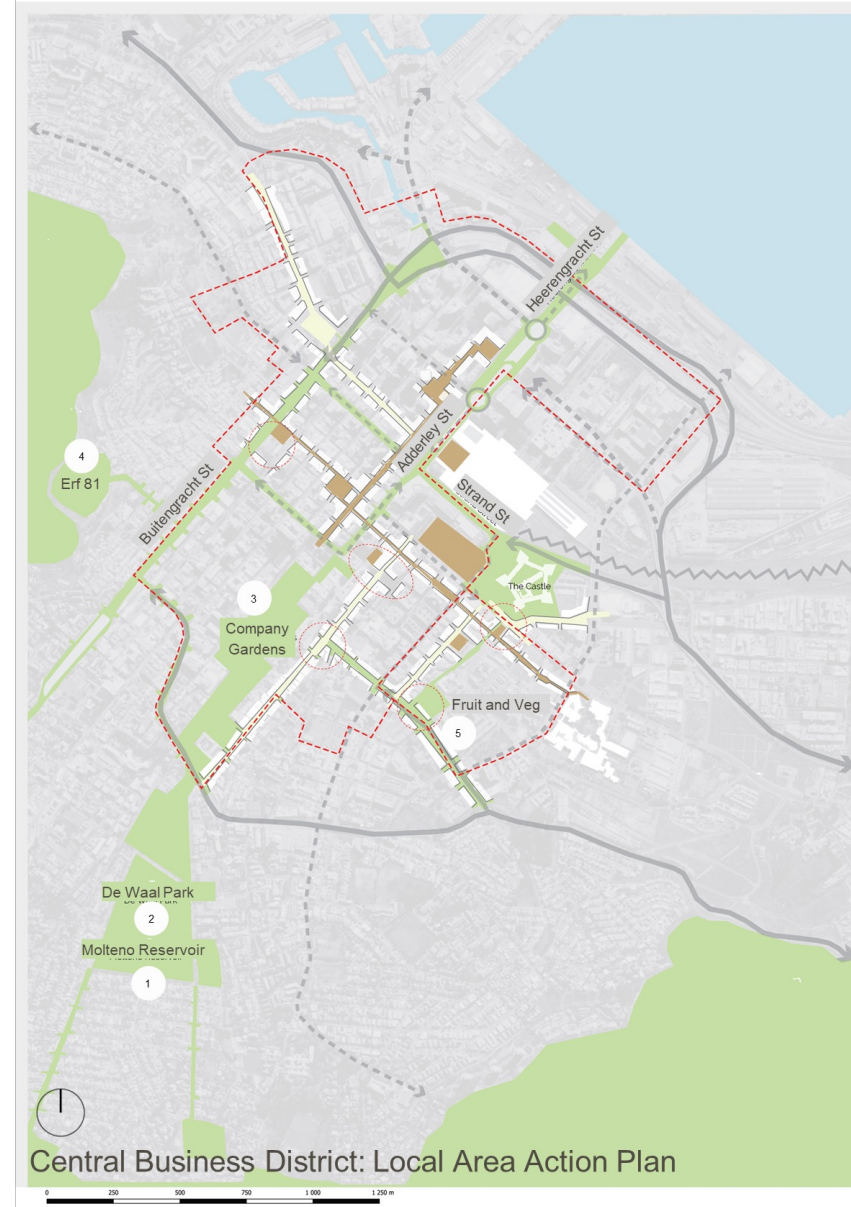 Heerengracht St
Adderley St
4
Erf 81
Buitengracht St
Strand St
The Castle
3
Company
Gardens
Fruit and Veg
5
De Waal Park
2
Molteno Reservoir
1
Central Business District: Local Area Action Plan
0 250 500 750 1 000 1 250 m